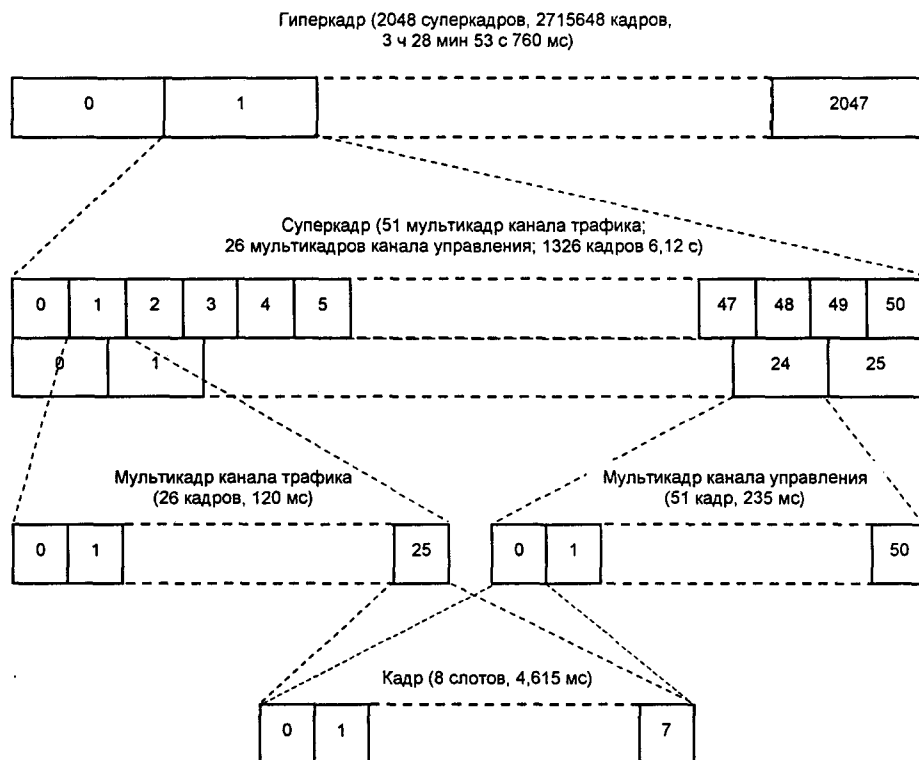 Гиперкадр (2048 суперкадров, 2715648 кадров,
3 ч 28 мин 53 с 760 мс)
0 1 2047
Суперкадр (51 мультикадр канала трафика;
26 мультикадров канала управления; 1326 кадров 6,12 с)
0 1 2 3 4 5 47 48 49 50
0 1 24 25
Мультикадр канала трафика
(26 кадров, 120 мс)
Мультикадр канала управления
(51 кадр, 235 мс)
0 1 25 0 1 50
Кадр (8 слотов, 4,615 мс)
0 1 7